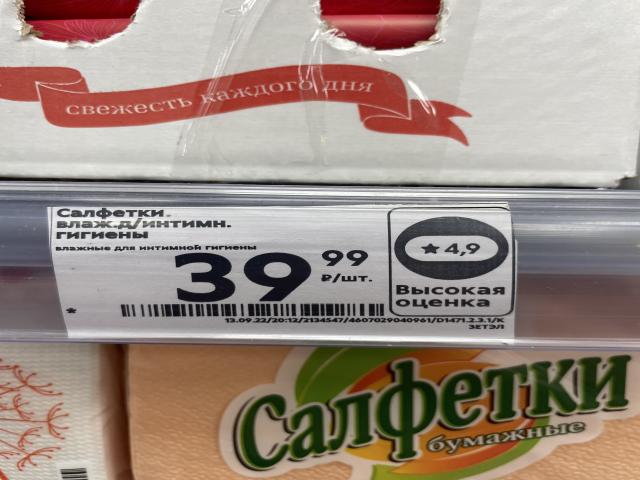 свежесть каждого дня
Салфетки
влаж.д/интимн.
гигиены
влажные для интимной гигиены
39 99
₽/шт.
★ 4,9
Высокая
оценка
*
13.09.22/20:12/2134547/4607029040961/D1471.2.3.1/К
ЗЕТЭЛ
Салфетки
бумажные